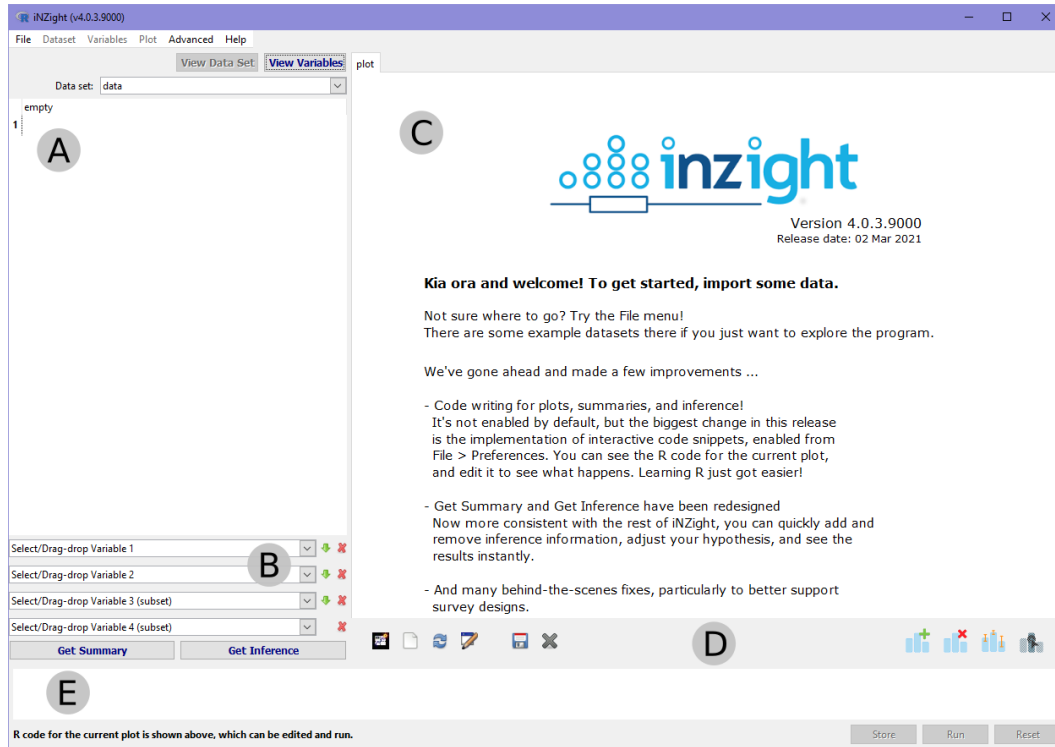 iNZight (v4.0.3.9000)
File Dataset Variables Plot Advanced Help
View Data Set View Variables plot
Data set: data
empty
1
A
C
inzight
Version 4.0.3.9000
Release date: 02 Mar 2021
Kia ora and welcome! To get started, import some data.
Not sure where to go? Try the File menu!
There are some example datasets there if you just want to explore the program.
We've gone ahead and made a few improvements ...
- Code writing for plots, summaries, and inference!
It's not enabled by default, but the biggest change in this release
is the implementation of interactive code snippets, enabled from
File > Preferences. You can see the R code for the current plot,
and edit it to see what happens. Learning R just got easier!
- Get Summary and Get Inference have been redesigned
Now more consistent with the rest of iNZight, you can quickly add and
remove inference information, adjust your hypothesis, and see the
results instantly.
- And many behind-the-scenes fixes, particularly to better support
survey designs.
Select/Drag-drop Variable 1
B
Select/Drag-drop Variable 2
Select/Drag-drop Variable 3 (subset)
Select/Drag-drop Variable 4 (subset)
Get Summary Get Inference
D
E
R code for the current plot is shown above, which can be edited and run.
Store Run Reset